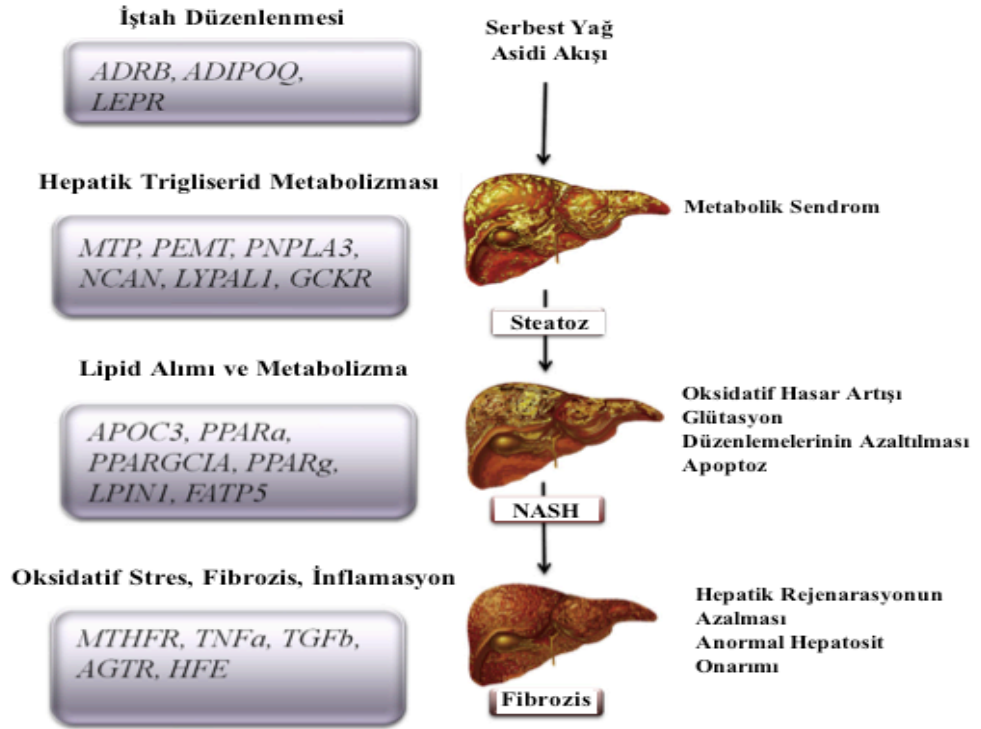 İştah Düzenlenmesi
ADRB, ADIPOQ,
LEPR
Hepatik Trigliserid Metabolizması
MTP, PEMT, PNPLA3,
NCAN, LYPAL1, GCKR
Lipid Alımı ve Metabolizma
APOC3, PPARa,
PPARGCIA, PPARg,
LPIN1, FATP5
Oksidatif Stres, Fibrozis, İnflamasyon
MTHFR, TNFa, TGFb,
AGTR, HFE
Serbest Yağ
Asidi Akışı
Metabolik Sendrom
Steatoz
Oksidatif Hasar Artışı
Glütasyon
Düzenlemelerinin Azaltılması
Apoptoz
NASH
Hepatik Rejenarasyonun
Azalması
Anormal Hepatosit
Onarımı
Fibrozis